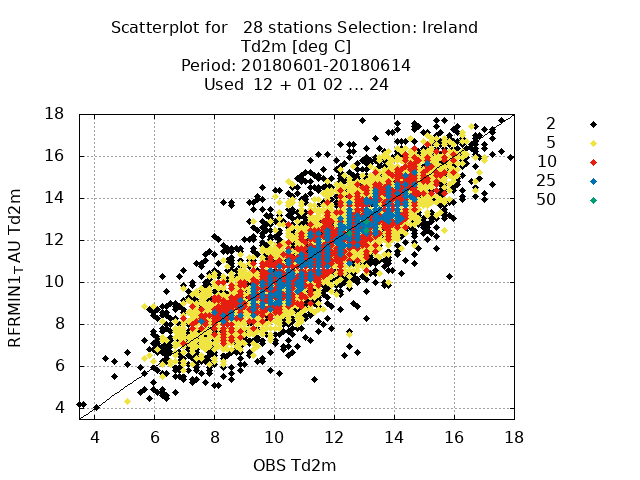 Scatterplot for   28 stations Selection: Ireland
Td2m [deg C]
Period: 20180601-20180614
Used  12 + 01 02 ... 24
18
16
14
12
10
8
6
4
RFRMIN1_T AU Td2m
4 6 8 10 12 14 16 18
OBS Td2m
2
5
10
25
50